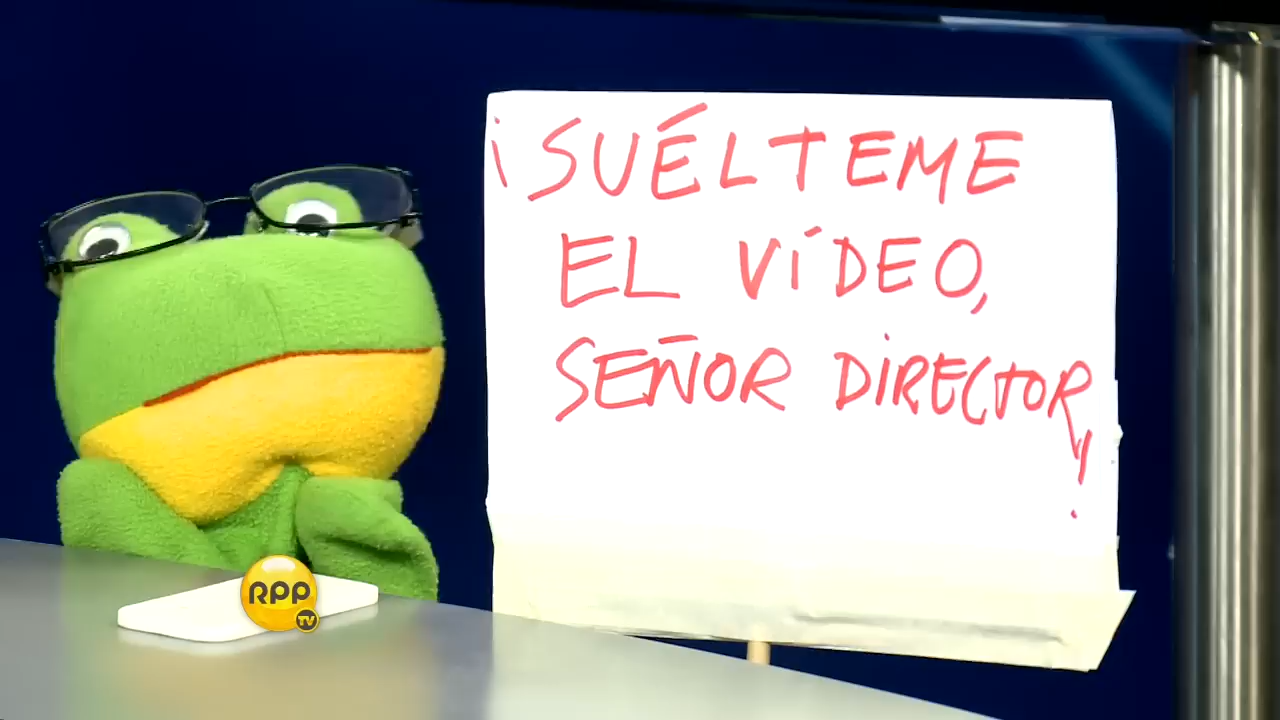 ¡SUÉLTEME
EL VÍDEO,
SEÑOR DIRECTOR!
RPP
TV